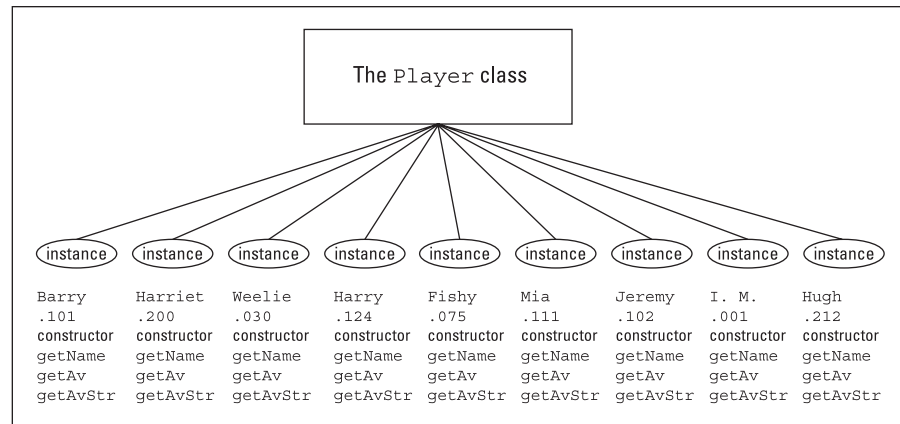 The Player class
instance instance instance instance instance instance instance instance instance
Barry Harriet Weelie Harry Fishy Mia Jeremy I. M. Hugh
.101 .200 .030 .124 .075 .111 .102 .001 .212
constructor constructor constructor constructor constructor constructor constructor constructor constructor
getName getName getName getName getName getName getName getName getName
getAv getAv getAv getAv getAv getAv getAv getAv getAv
getAvStr getAvStr getAvStr getAvStr getAvStr getAvStr getAvStr getAvStr getAvStr